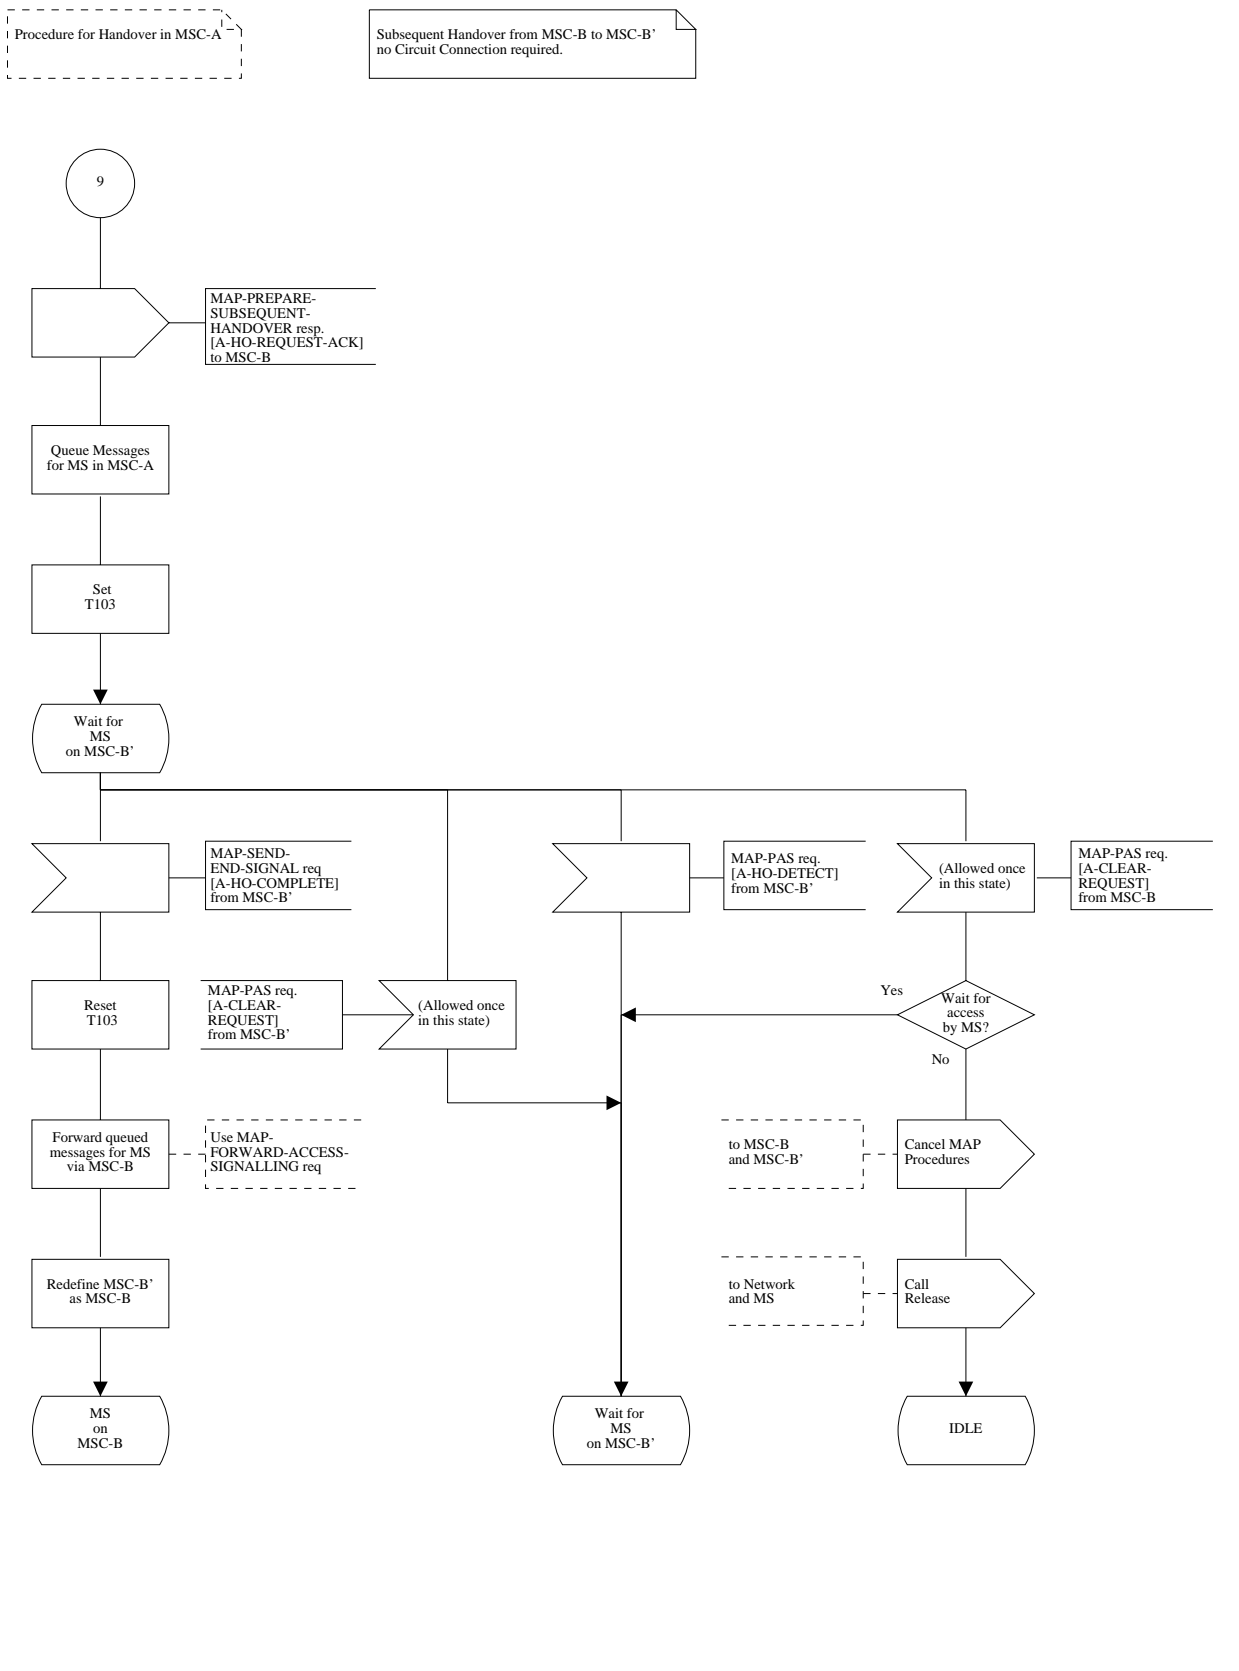 Procedure for Handover in MSC-A
Subsequent Handover from MSC-B to MSC-B’
no Circuit Connection required.
9
MAP-PREPARE-
SUBSEQUENT-
HANDOVER resp.
[A-HO-REQUEST-ACK]
to MSC-B
Queue Messages
for MS in MSC-A
Set
T103
Wait for
MS
on MSC-B’
MAP-SEND-
END-SIGNAL req
[A-HO-COMPLETE]
from MSC-B’
MAP-PAS req.
[A-HO-DETECT]
from MSC-B’
(Allowed once
in this state)
MAP-PAS req.
[A-CLEAR-
REQUEST]
from MSC-B
Reset
T103
MAP-PAS req.
[A-CLEAR-
REQUEST]
from MSC-B’
(Allowed once
in this state)
Yes
Wait for
access
by MS?
No
Forward queued
messages for MS
via MSC-B
Use MAP-
FORWARD-ACCESS-
SIGNALLING req
to MSC-B
and MSC-B’
Cancel MAP
Procedures
Redefine MSC-B’
as MSC-B
to Network
and MS
Call
Release
MS
on
MSC-B
Wait for
MS
on MSC-B’
IDLE